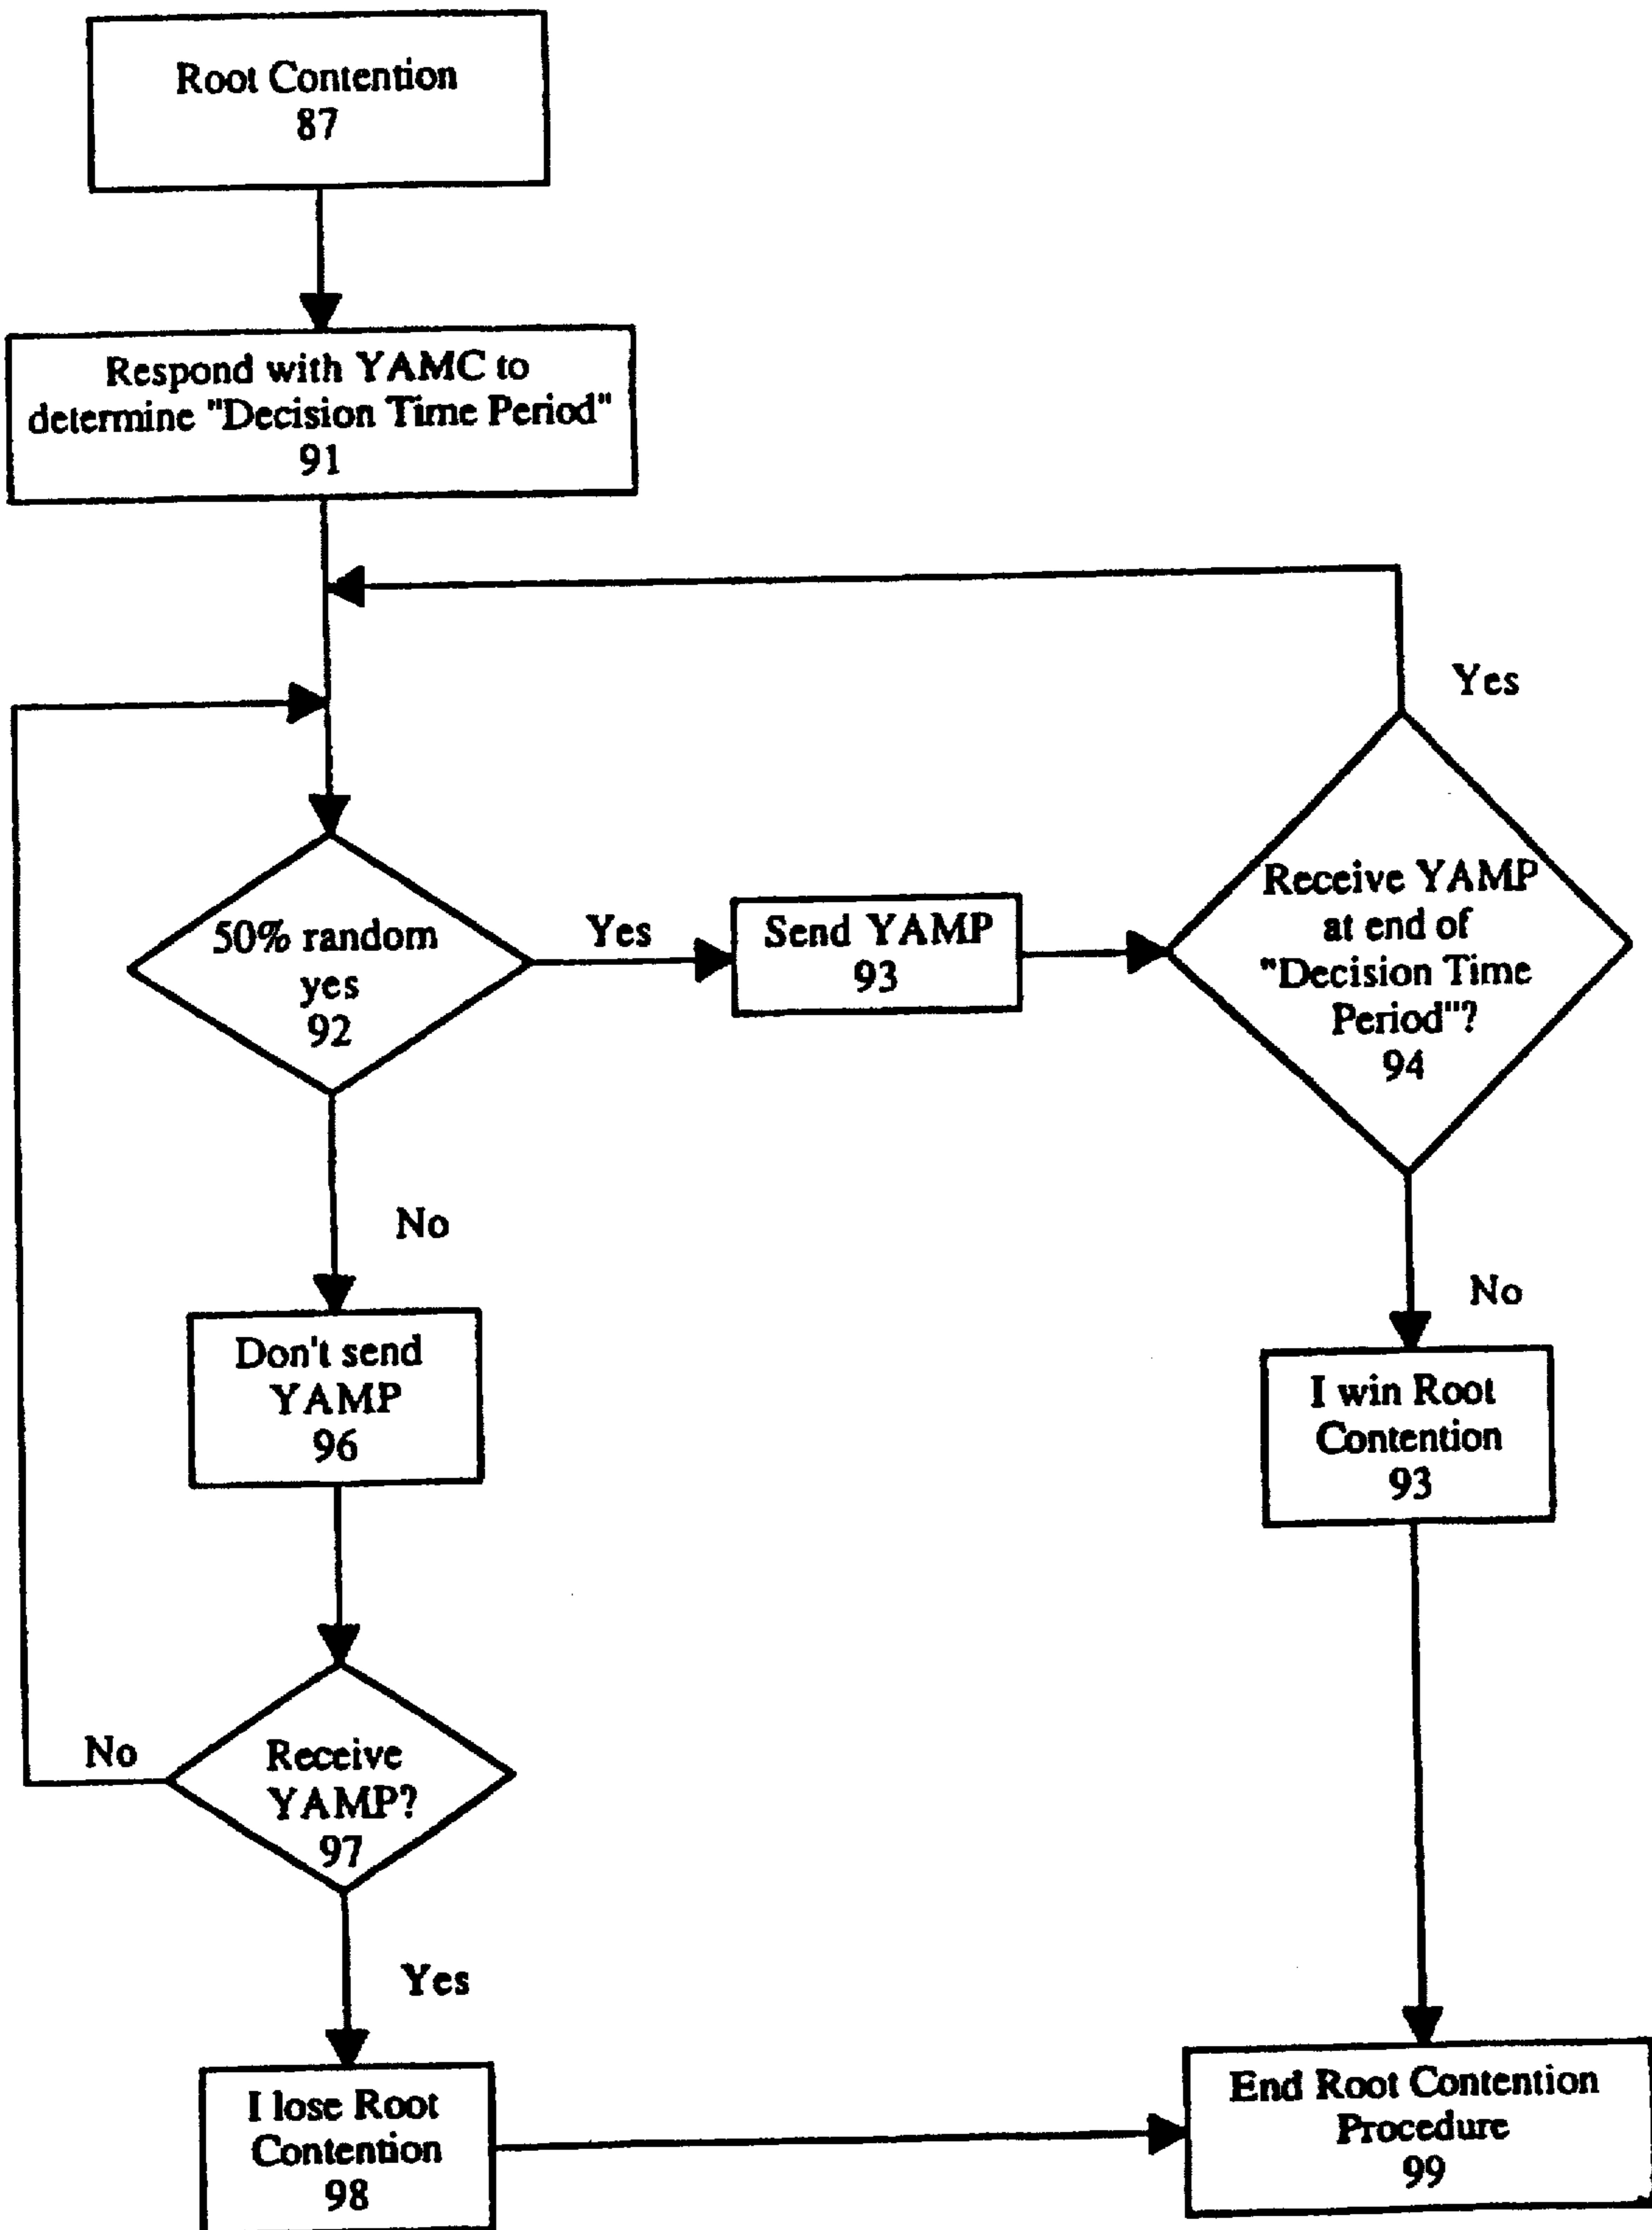 Root Contention
87
Respond with YAMC to
determine "Decision Time Period"
91
Yes
50% random
yes
92
Yes
Send YAMP
93
Receive YAMP
at end of
"Decision Time
Period"?
94
No
No
Don't send
YAMP
96
I win Root
Contention
93
No
Receive
YAMP?
97
Yes
I lose Root
Contention
98
End Root Contention
Procedure
99